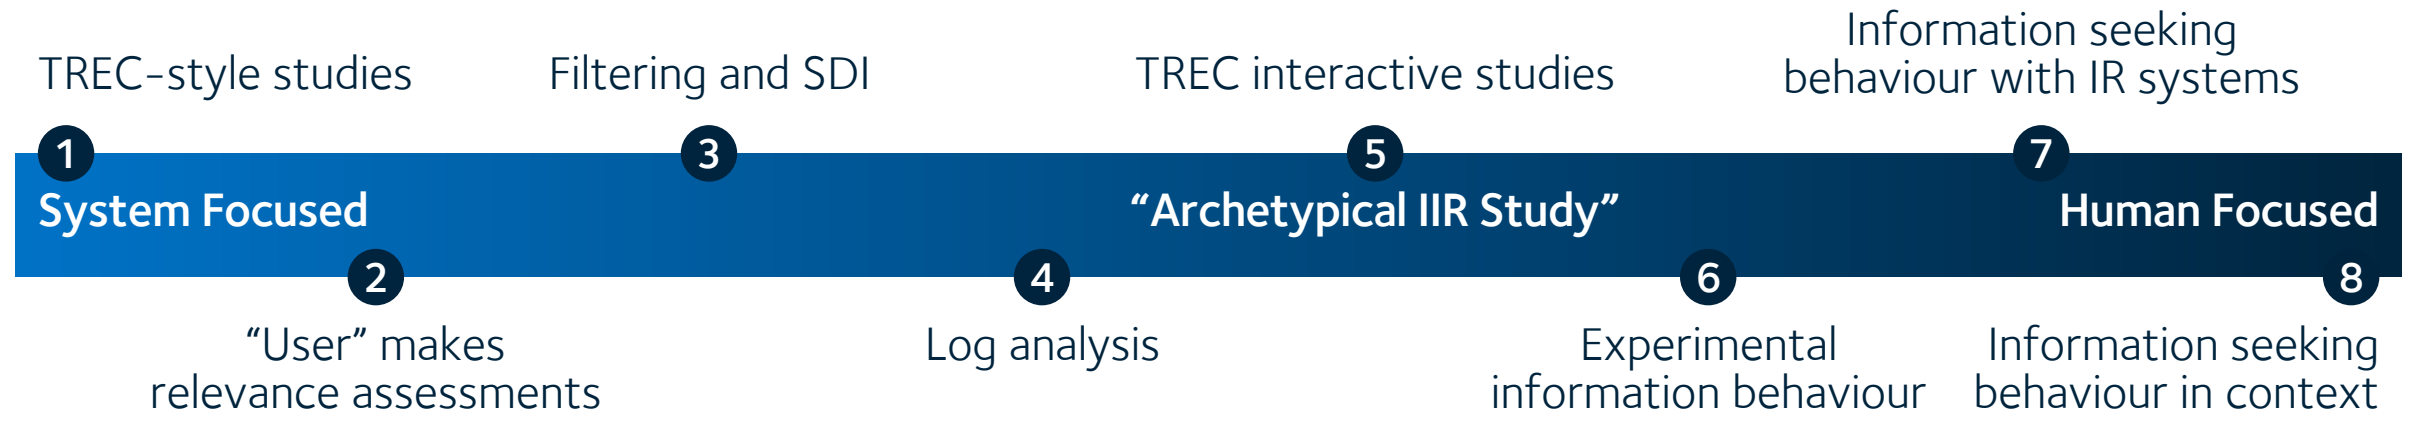 TREC-style studies
Filtering and SDI
TREC interactive studies
Information seeking
behaviour with IR systems
1
3
5
7
System Focused
“Archetypical IIR Study”
Human Focused
2
4
6
8
“User” makes
relevance assessments
Log analysis
Experimental
information behaviour
Information seeking
behaviour in context